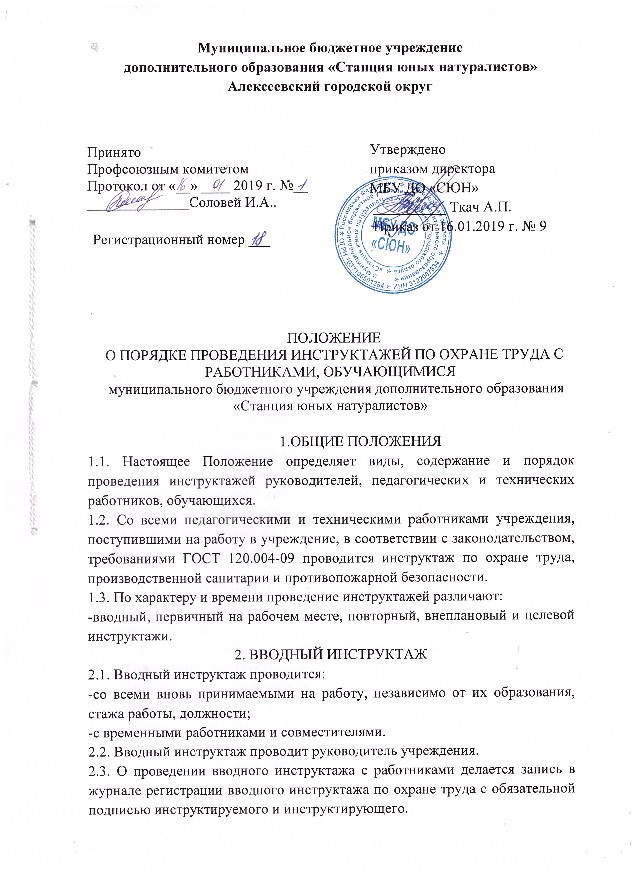 Муниципальное бюджетное учреждение
дополнительного образования «Станция юных натуралистов»
Алексеевский городской округ
Принято
Профсоюзным комитетом
Протокол от «16» 01 2019 г. № 1
Соловей И.А..
Регистрационный номер 18
Утверждено
приказом директора
МБУ ДО «СЮН»
Ткач А.П.
Приказ от 16.01.2019 г. № 9
МБУ ДО
«СЮН»
ПОЛОЖЕНИЕ
О ПОРЯДКЕ ПРОВЕДЕНИЯ ИНСТРУКТАЖЕЙ ПО ОХРАНЕ ТРУДА С
РАБОТНИКАМИ, ОБУЧАЮЩИМИСЯ
муниципального бюджетного учреждения дополнительного образования
«Станция юных натуралистов»
1.ОБЩИЕ ПОЛОЖЕНИЯ
1.1. Настоящее Положение определяет виды, содержание и порядок
проведения инструктажей руководителей, педагогических и технических
работников, обучающихся.
1.2. Со всеми педагогическими и техническими работниками учреждения,
поступившими на работу в учреждение, в соответствии с законодательством,
требованиями ГОСТ 120.004-09 проводится инструктаж по охране труда,
производственной санитарии и противопожарной безопасности.
1.3. По характеру и времени проведение инструктажей различают:
-вводный, первичный на рабочем месте, повторный, внеплановый и целевой
инструктажи.
2. ВВОДНЫЙ ИНСТРУКТАЖ
2.1. Вводный инструктаж проводится:
-со всеми вновь принимаемыми на работу, независимо от их образования,
стажа работы, должности;
-с временными работниками и совместителями.
2.2. Вводный инструктаж проводит руководитель учреждения.
2.3. О проведении вводного инструктажа с работниками делается запись в
журнале регистрации вводного инструктажа по охране труда с обязательной
подписью инструктируемого и инструктирующего.